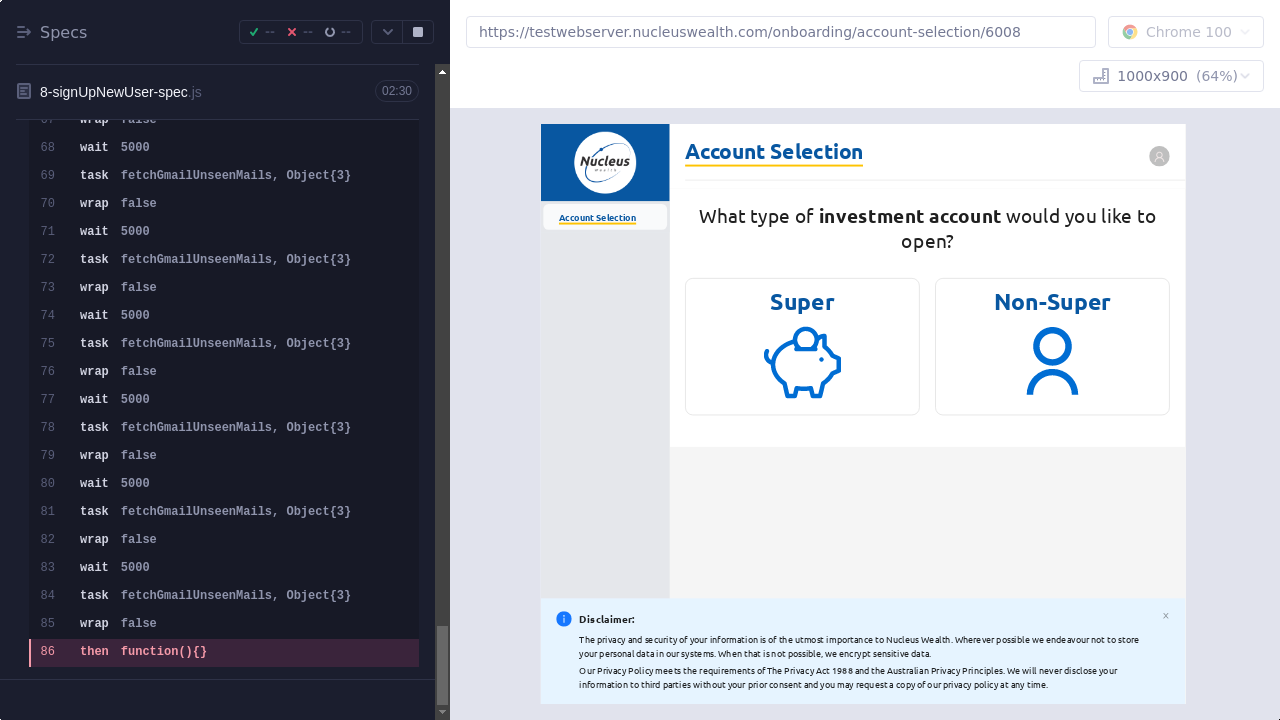 Specs
--
--
--
8-signUpNewUser-spec.js
02:30
67 wrap false
68 wait 5000
69 task fetchGmailUnseenMails, Object{3}
70 wrap false
71 wait 5000
72 task fetchGmailUnseenMails, Object{3}
73 wrap false
74 wait 5000
75 task fetchGmailUnseenMails, Object{3}
76 wrap false
77 wait 5000
78 task fetchGmailUnseenMails, Object{3}
79 wrap false
80 wait 5000
81 task fetchGmailUnseenMails, Object{3}
82 wrap false
83 wait 5000
84 task fetchGmailUnseenMails, Object{3}
85 wrap false
86 then function(){}
https://testwebserver.nucleuswealth.com/onboarding/account-selection/6008
Chrome 100
1000x900 (64%)
Nucleus
Wealth
Account Selection
Account Selection
What type of investment account would you like to
open?
Super
Non-Super
Disclaimer:
The privacy and security of your information is of the utmost importance to Nucleus Wealth. Wherever possible we endeavour not to store
your personal data in our systems. When that is not possible, we encrypt sensitive data.
Our Privacy Policy meets the requirements of The Privacy Act 1988 and the Australian Privacy Principles. We will never disclose your
information to third parties without your prior consent and you may request a copy of our privacy policy at any time.